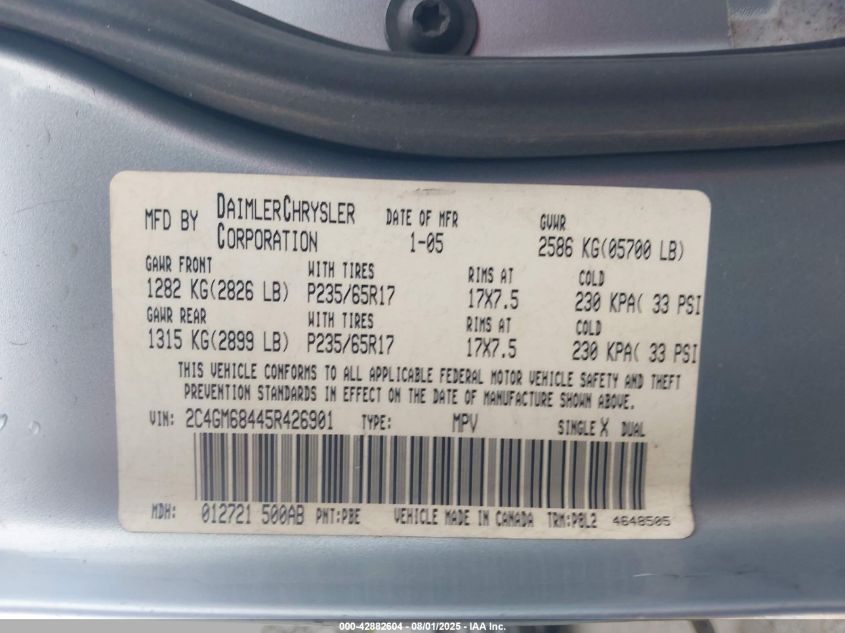 MFD BY DAIMLERCHRYSLER CORPORATION
DATE OF MFR 1-05
GVWR 2586 KG(05700 LB)
GAWR FRONT WITH TIRES RIMS AT COLD
1282 KG(2826 LB) P235/65R17 17X7.5 230 KPA( 33 PSI
GAWR REAR WITH TIRES RIMS AT COLD
1315 KG(2899 LB) P235/65R17 17X7.5 230 KPA( 33 PSI
THIS VEHICLE CONFORMS TO ALL APPLICABLE FEDERAL MOTOR VEHICLE SAFETY AND THEFT
PREVENTION STANDARDS IN EFFECT ON THE DATE OF MANUFACTURE SHOWN ABOVE.
VIN: 2C4GM68445R426901 TYPE: MPV SINGLE X DUAL
MDH: 012721 500AB PNT:PBE VEHICLE MADE IN CANADA TRM:P8L2 4648505
000-42882604 - 08/01/2025 - IAA Inc.